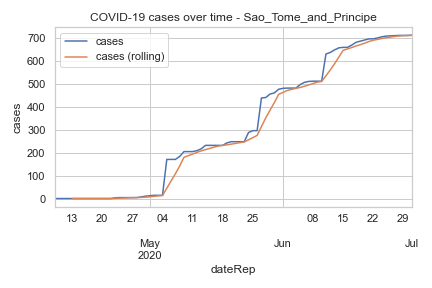 COVID-19 cases over time - Sao_Tome_and_Principe
cases
cases (rolling)
700
600
500
400
300
200
100
0
cases
13 20 27 04 11 18 25 08 15 22 29
May Jun Jul
2020
dateRep